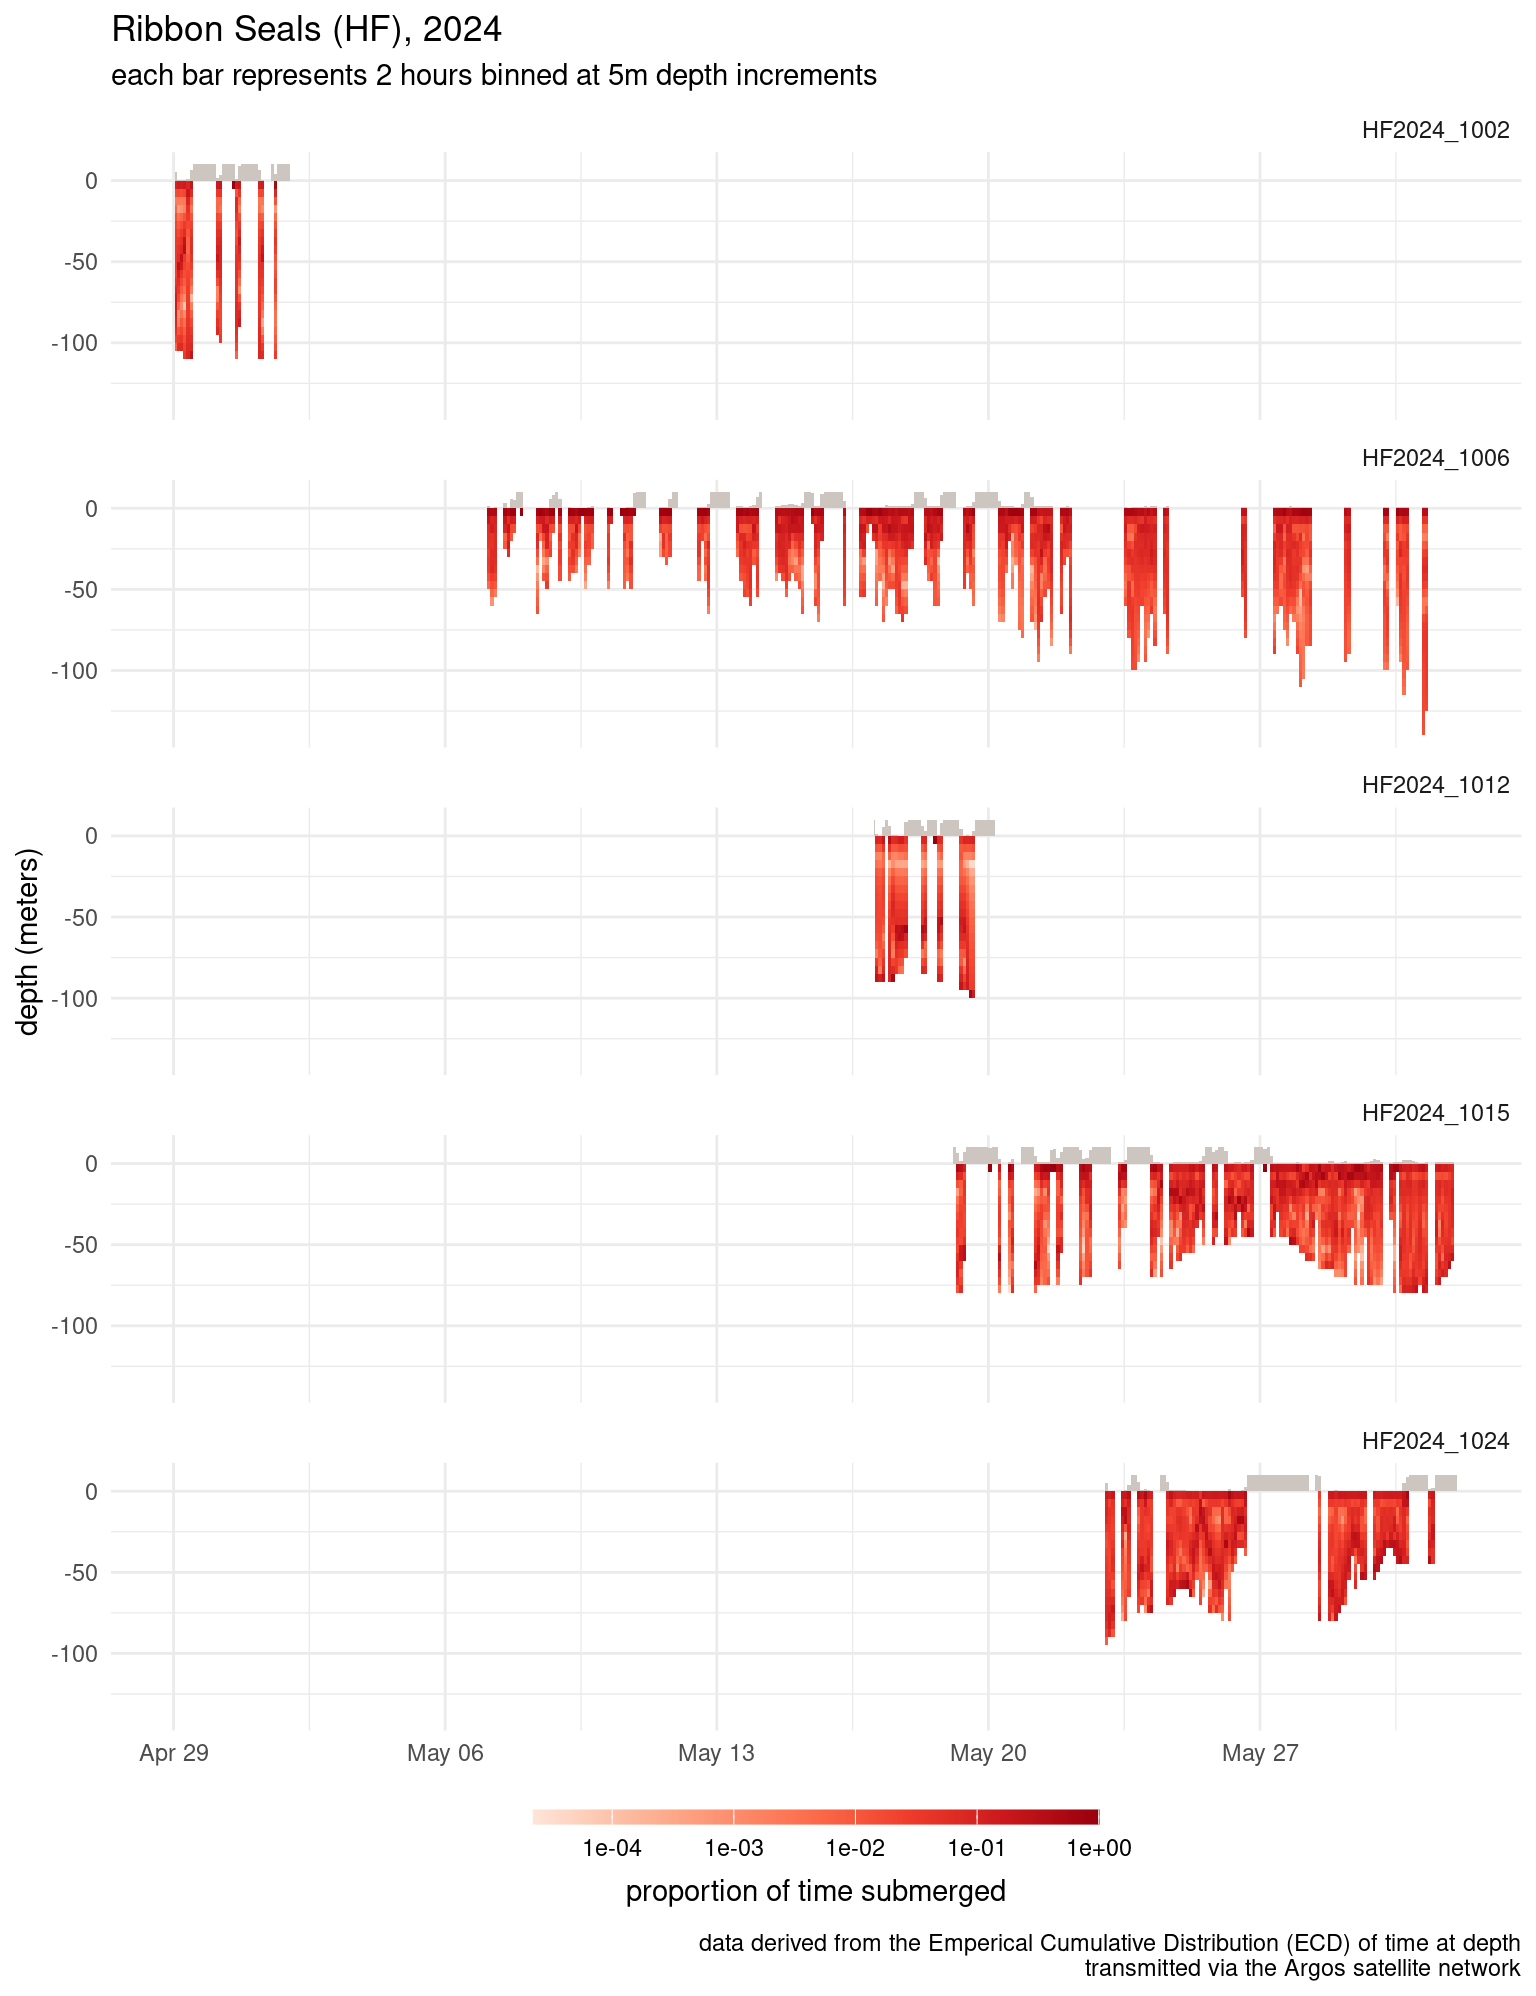 Ribbon Seals (HF), 2024
each bar represents 2 hours binned at 5m depth increments
HF2024_1002
0
-50
-100
HF2024_1006
0
-50
-100
HF2024_1012
0
-50
-100
depth (meters)
HF2024_1015
0
-50
-100
HF2024_1024
0
-50
-100
Apr 29 May 06 May 13 May 20 May 27
1e-04 1e-03 1e-02 1e-01 1e+00
proportion of time submerged
data derived from the Emperical Cumulative Distribution (ECD) of time at depth
transmitted via the Argos satellite network